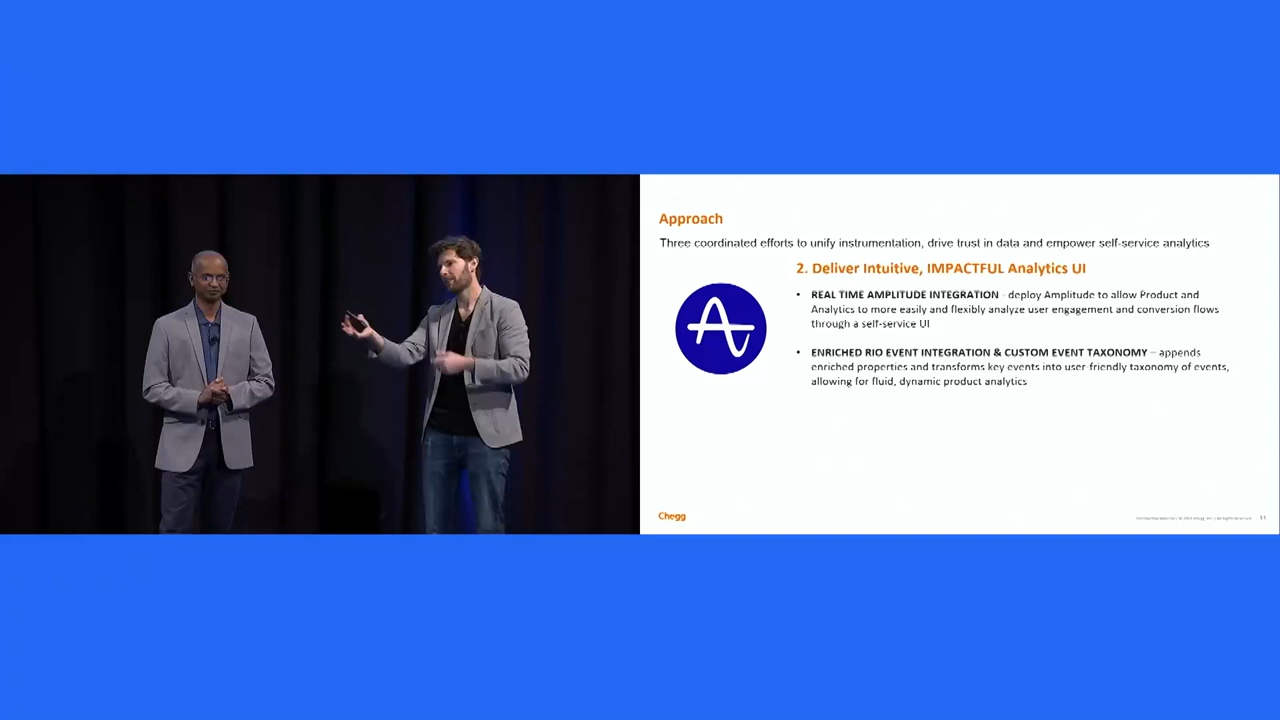 Approach
Three coordinated efforts to unify instrumentation, drive trust in data and empower self-service analytics
2. Deliver Intuitive, IMPACTFUL Analytics UI
• REAL TIME AMPLITUDE INTEGRATION - deploy Amplitude to allow Product and
Analytics to more easily and flexibly analyze user engagement and conversion flows
through a self-service UI
• ENRICHED RIO EVENT INTEGRATION & CUSTOM EVENT TAXONOMY – appends
enriched properties and transforms key events into user-friendly taxonomy of events,
allowing for fluid, dynamic product analytics
Chegg
11